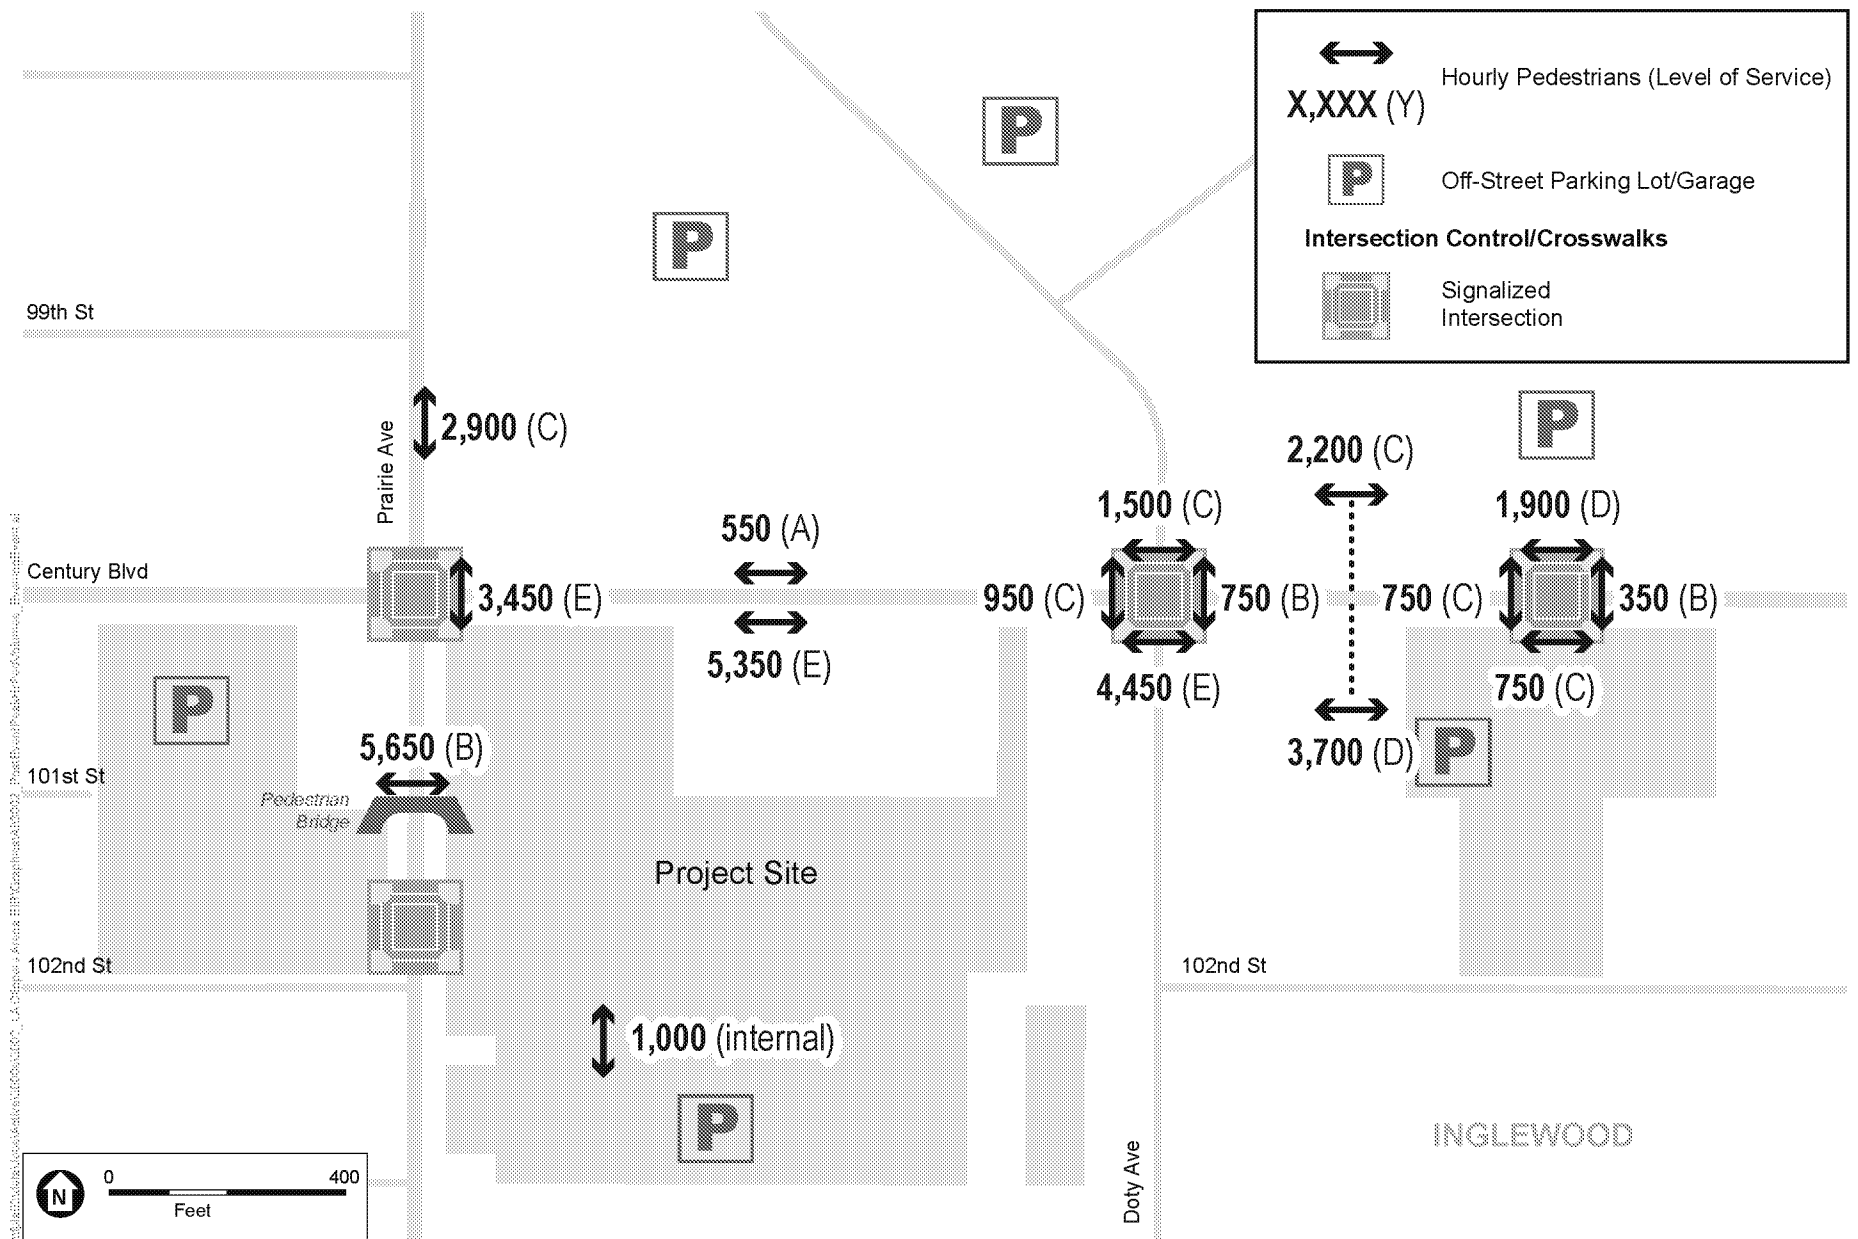 X,XXX (Y)
Hourly Pedestrians (Level of Service)
P
Off-Street Parking Lot/Garage
Intersection Control/Crosswalks
Signalized
Intersection
P
P
99th St
Prairie Ave
2,900 (C)
P
2,200 (C)
550 (A)
1,500 (C)
1,900 (D)
Century Blvd
3,450 (E)
950 (C)
750 (B)
750 (C)
350 (B)
5,350 (E)
4,450 (E)
750 (C)
P
5,650 (B)
3,700 (D)
P
101st St
Pedestrian
Bridge
Project Site
102nd St
102nd St
1,000 (internal)
P
INGLEWOOD
Doty Ave
N
0
400
Feet